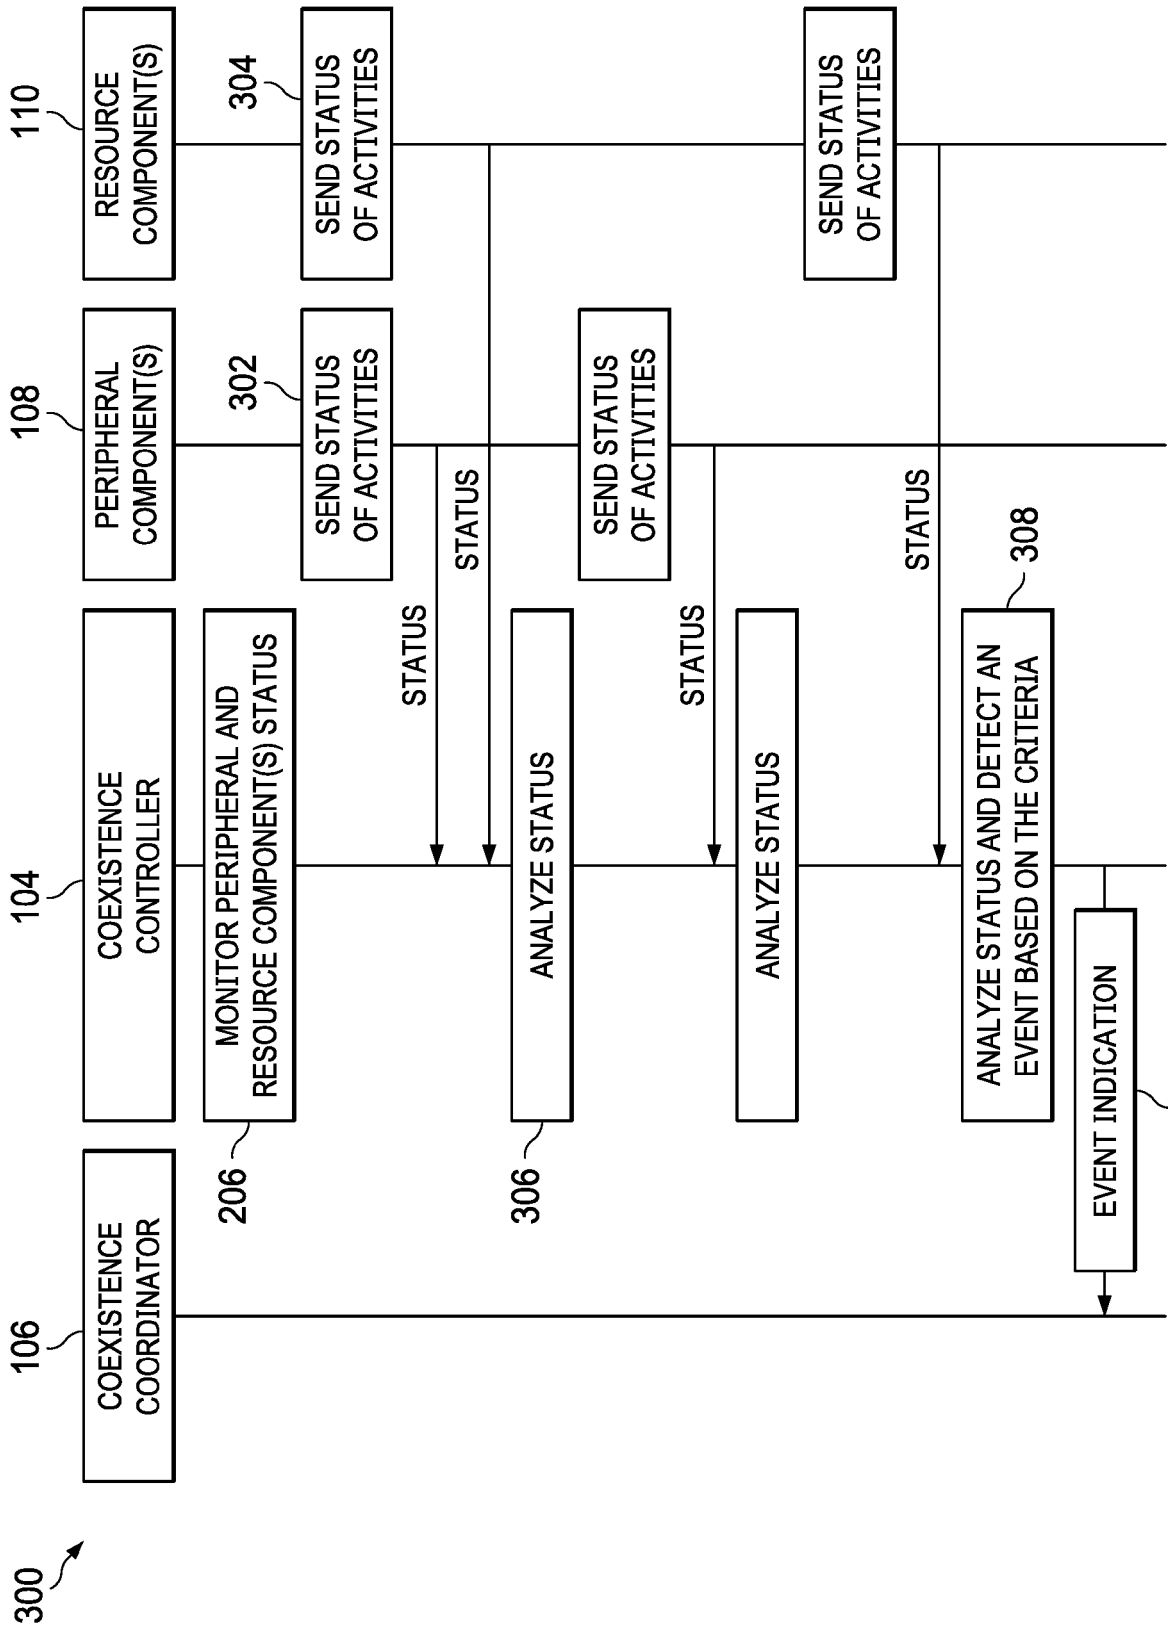 300
106
104
108
110
COEXISTENCE
COORDINATOR
COEXISTENCE
CONTROLLER
PERIPHERAL
COMPONENT(S)
RESOURCE
COMPONENT(S)
206
MONITOR PERIPHERAL AND
RESOURCE COMPONENT(S) STATUS
302
SEND STATUS
OF ACTIVITIES
304
SEND STATUS
OF ACTIVITIES
STATUS
STATUS
306
ANALYZE STATUS
SEND STATUS
OF ACTIVITIES
STATUS
ANALYZE STATUS
SEND STATUS
OF ACTIVITIES
STATUS
308
ANALYZE STATUS AND DETECT AN
EVENT BASED ON THE CRITERIA
EVENT INDICATION